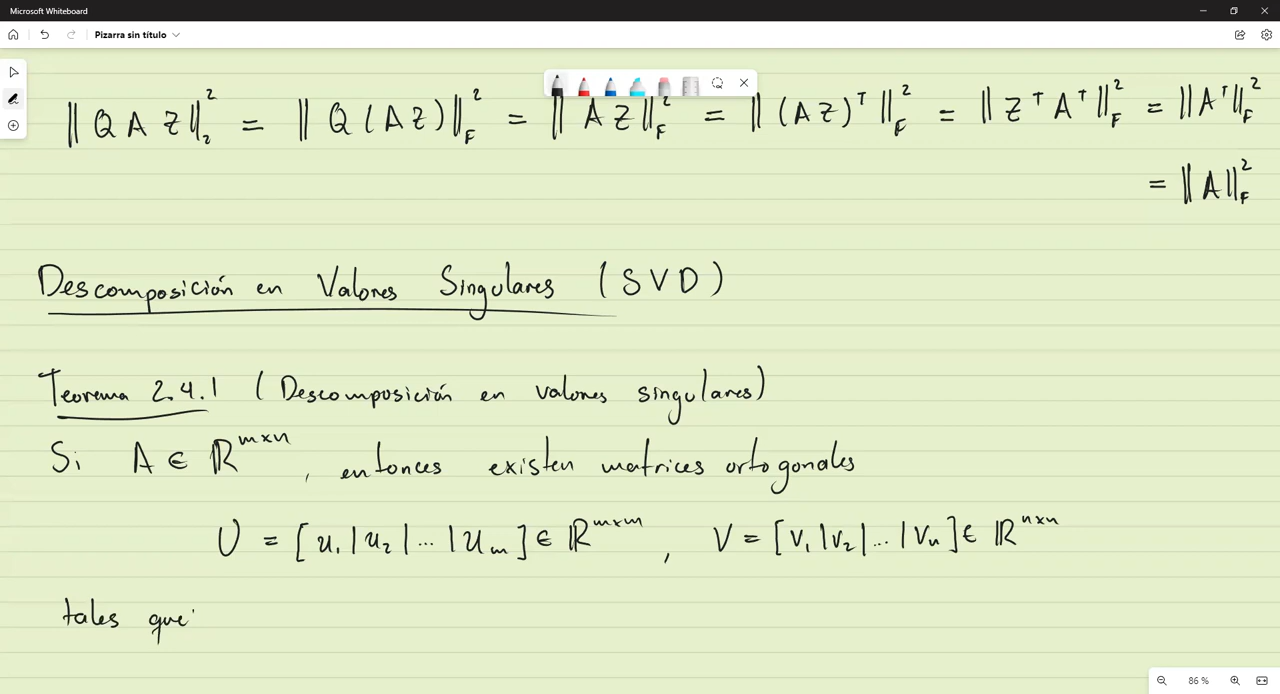 Microsoft Whiteboard
Pizarra sin título
‖QAZ‖₂² = ‖Q(AZ)‖_F² = ‖AZ‖_F² = ‖(AZ)ᵀ‖_F² = ‖ZᵀAᵀ‖_F² = ‖Aᵀ‖_F²
= ‖A‖_F²
Descomposición en Valores Singulares (SVD)
Teorema 2.4.1 (Descomposición en valores singulares)
Si A ∈ ℝ^{m×n}, entonces existen matrices ortogonales
U = [u₁|u₂|...|u_m] ∈ ℝ^{m×m}, V = [v₁|v₂|...|v_n] ∈ ℝ^{n×n}
tales que
86 %